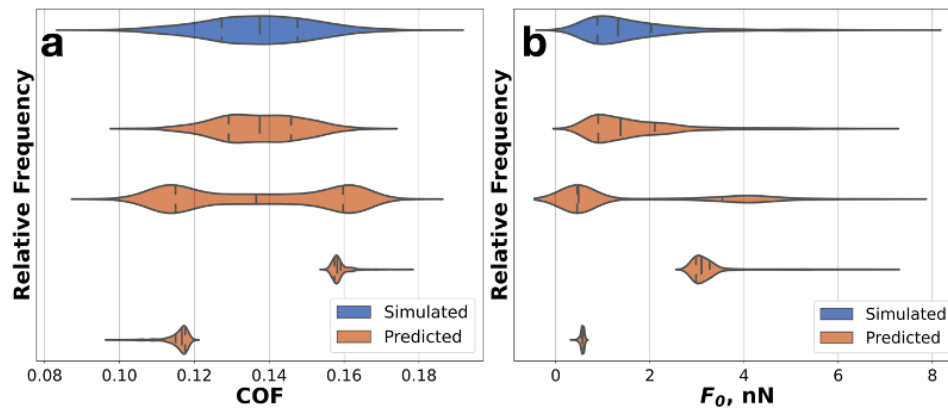 a
Relative Frequency
Simulated
Predicted
0.08 0.10 0.12 0.14 0.16 0.18
COF
b
Relative Frequency
Simulated
Predicted
0 2 4 6 8
F₀, nN